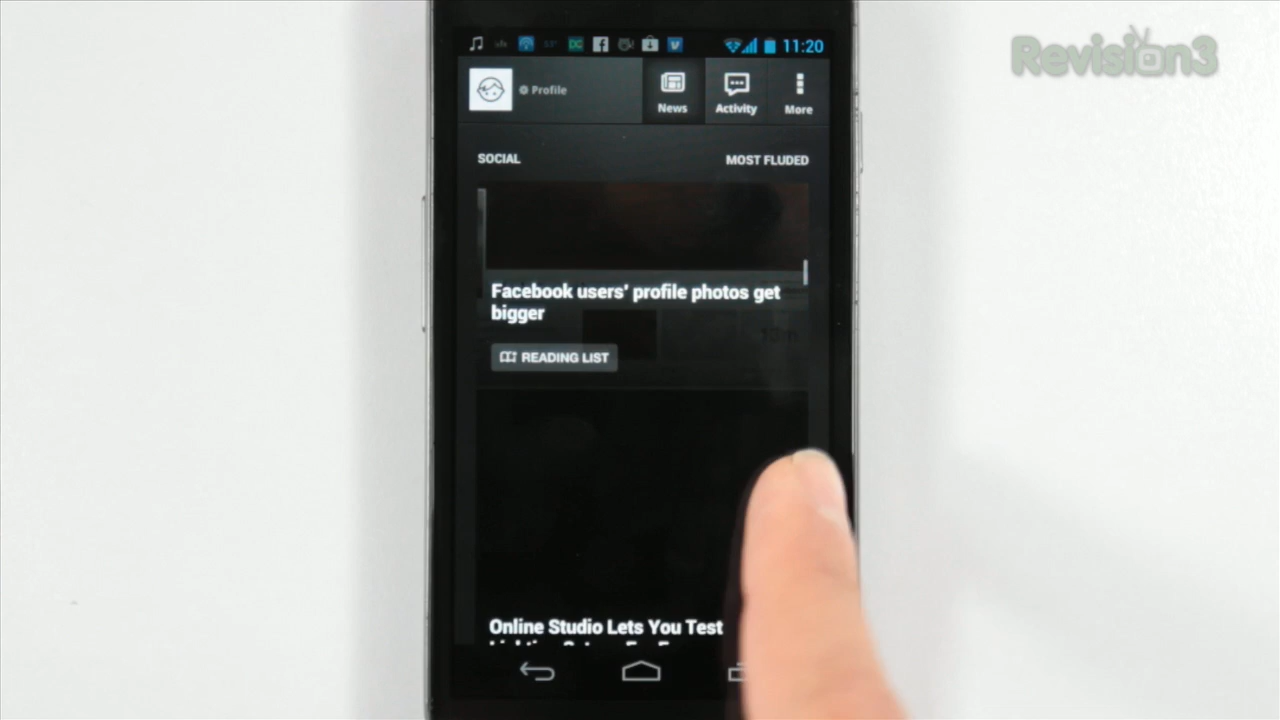 Revision3
11:20
Profile
News
Activity
More
SOCIAL
MOST FLUDED
Facebook users' profile photos get
bigger
READING LIST
Online Studio Lets You Test